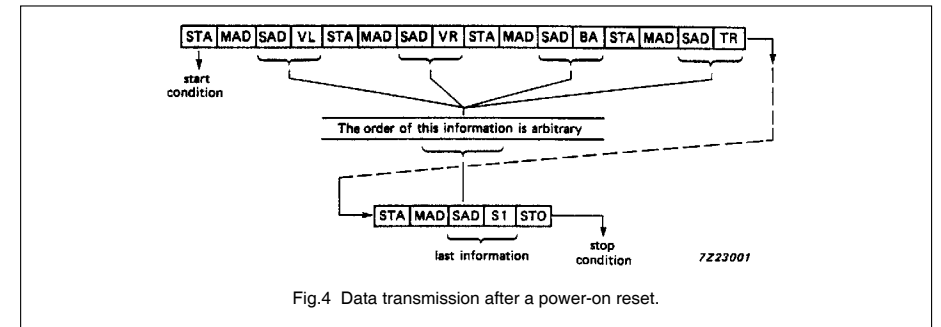 STA MAD SAD VL STA MAD SAD VR STA MAD SAD BA STA MAD SAD TR
start
condition
The order of this information is arbitrary
STA MAD SAD S1 STO
last information
stop
condition
7Z23001
Fig.4 Data transmission after a power-on reset.